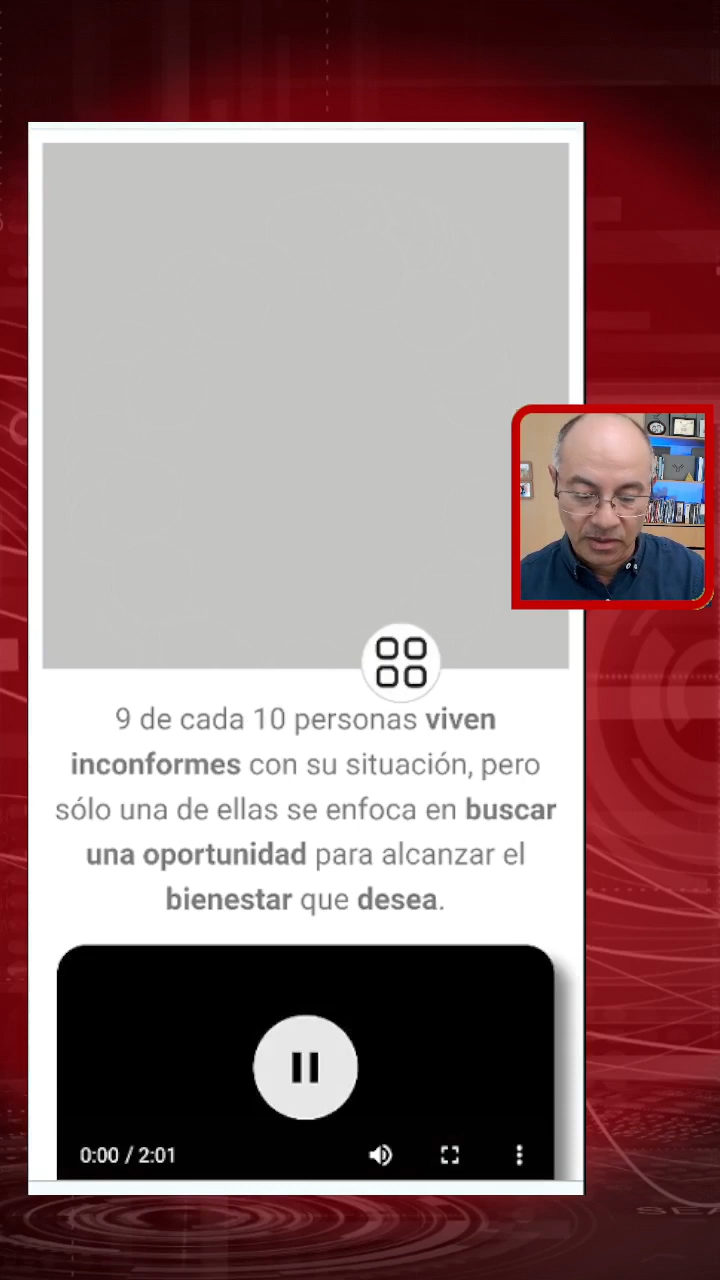 9 de cada 10 personas viven
inconformes con su situación, pero
sólo una de ellas se enfoca en buscar
una oportunidad para alcanzar el
bienestar que desea.
0:00 / 2:01